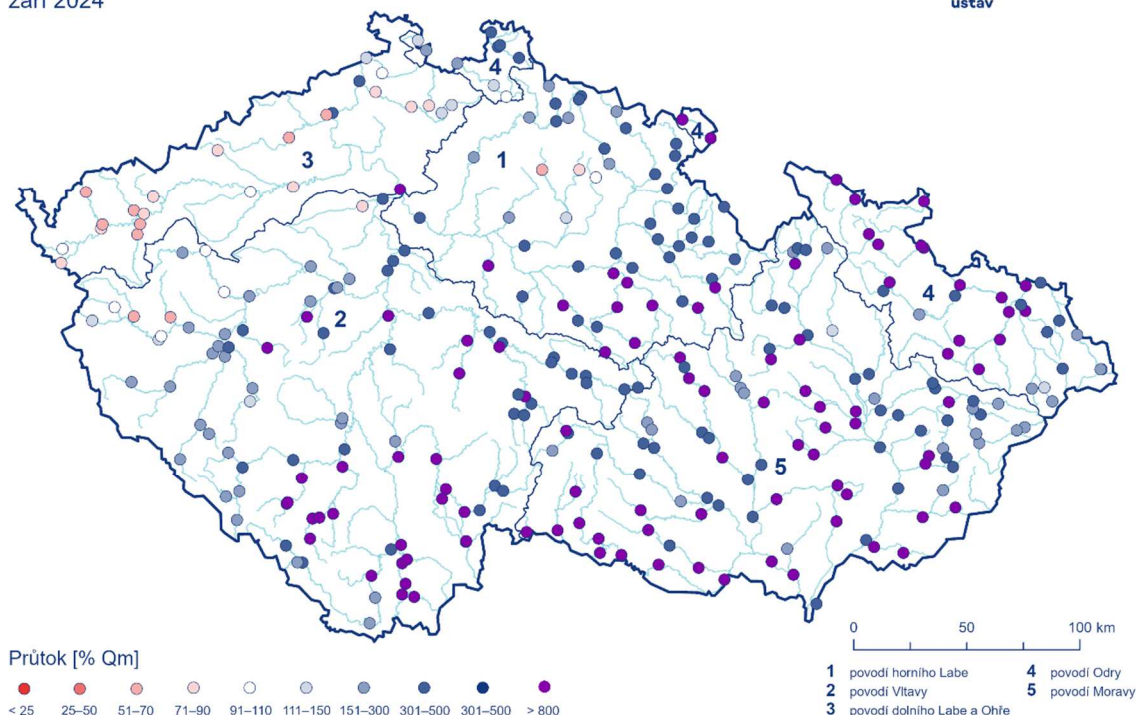 září 2024
ústav
4
4
3
1
2
4
5
0 50 100 km
Průtok [% Qm]
< 25 25–50 51–70 71–90 91–110 111–150 151–300 301–500 301–500 > 800
1 povodí horního Labe
2 povodí Vltavy
3 povodí dolního Labe a Ohře
4 povodí Odry
5 povodí Moravy